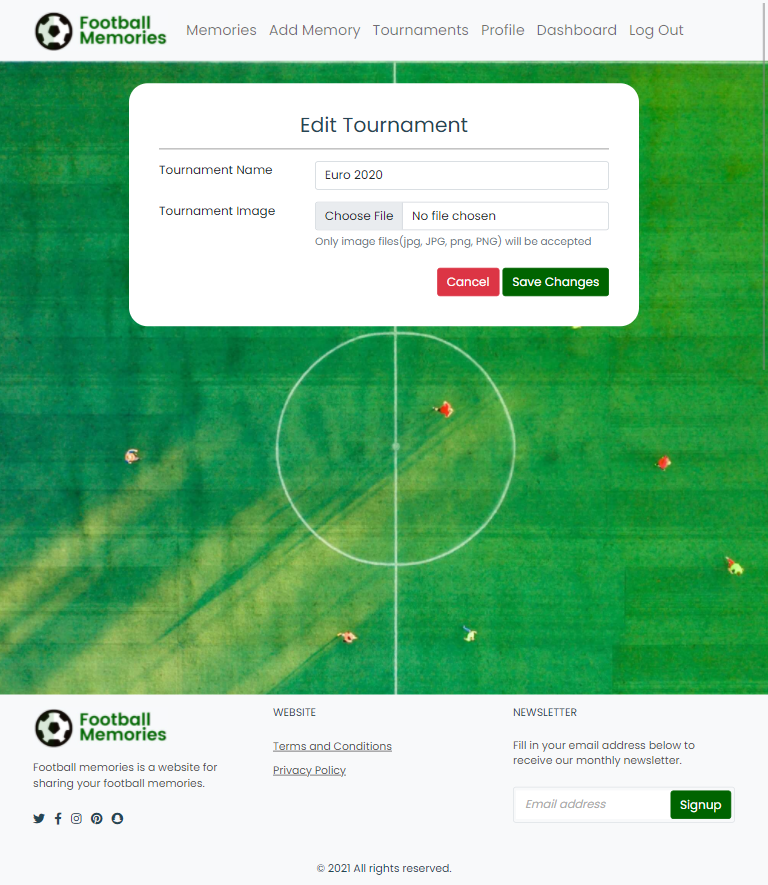 Football Memories
Memories Add Memory Tournaments Profile Dashboard Log Out
Edit Tournament
Tournament Name
Euro 2020
Tournament Image
Choose File No file chosen
Only image files(jpg, JPG, png, PNG) will be accepted
Cancel Save Changes
Football
Memories
Football memories is a website for
sharing your football memories.
WEBSITE
Terms and Conditions
Privacy Policy
NEWSLETTER
Fill in your email address below to
receive our monthly newsletter.
Email address Signup
© 2021 All rights reserved.